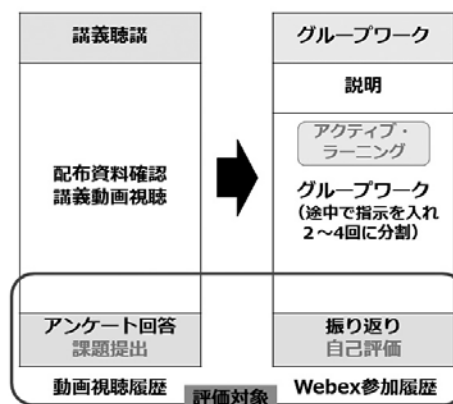 講義聴講
配布資料確認
講義動画視聴
アンケート回答
課題提出
動画視聴履歴
グループワーク
説明
アクティブ・
ラーニング
グループワーク
(途中で指示を入れ
2～4回に分割)
振り返り
自己評価
Webex参加履歴
評価対象